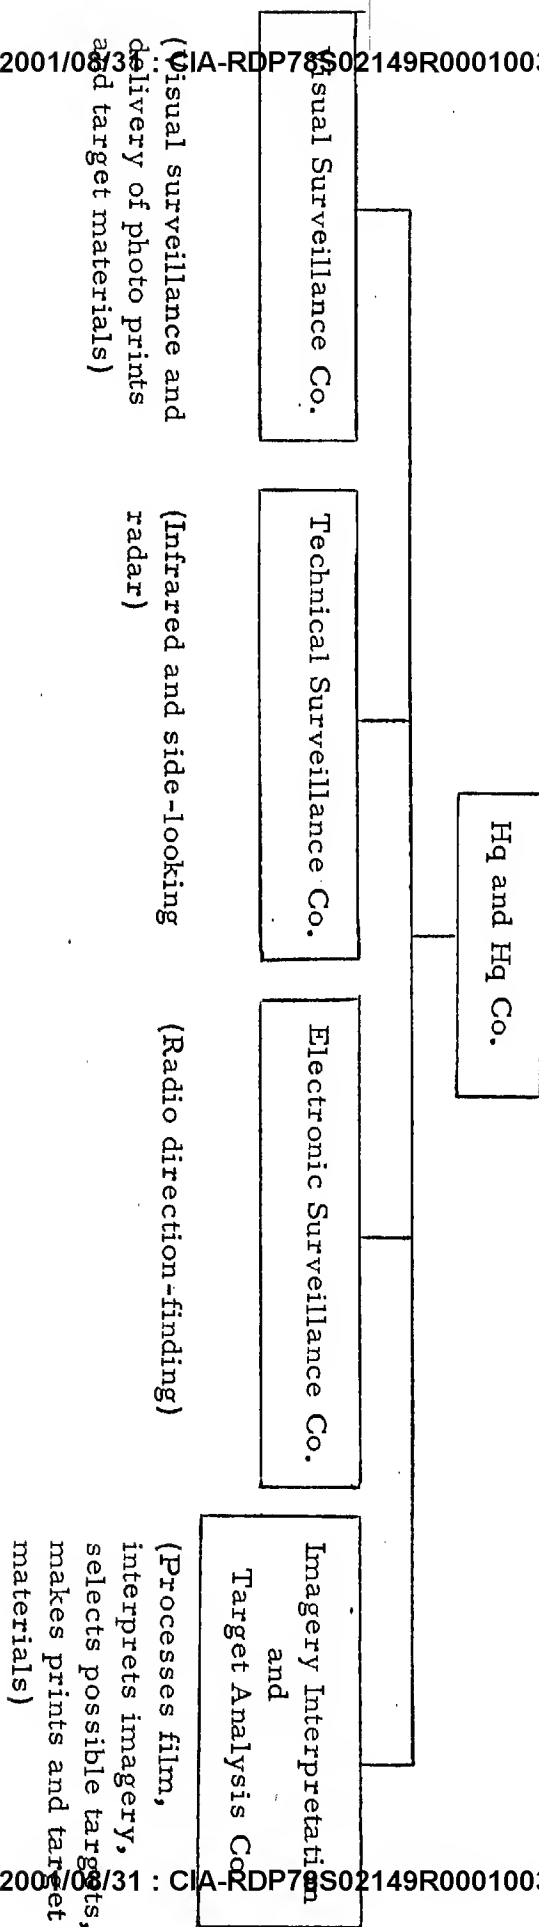 2001/08/31 : CIA-RDP78S02149R0001003
Hq and Hq Co.
Visual Surveillance Co.
(Visual surveillance and
delivery of photo prints
and target materials)
Technical Surveillance Co.
(Infrared and side-looking
radar)
Electronic Surveillance Co.
(Radio direction-finding)
Imagery Interpretation
and
Target Analysis Co
(Processes film,
interprets imagery,
selects possible targets,
makes prints and target
materials)
2001/08/31 : CIA-RDP78S02149R0001003